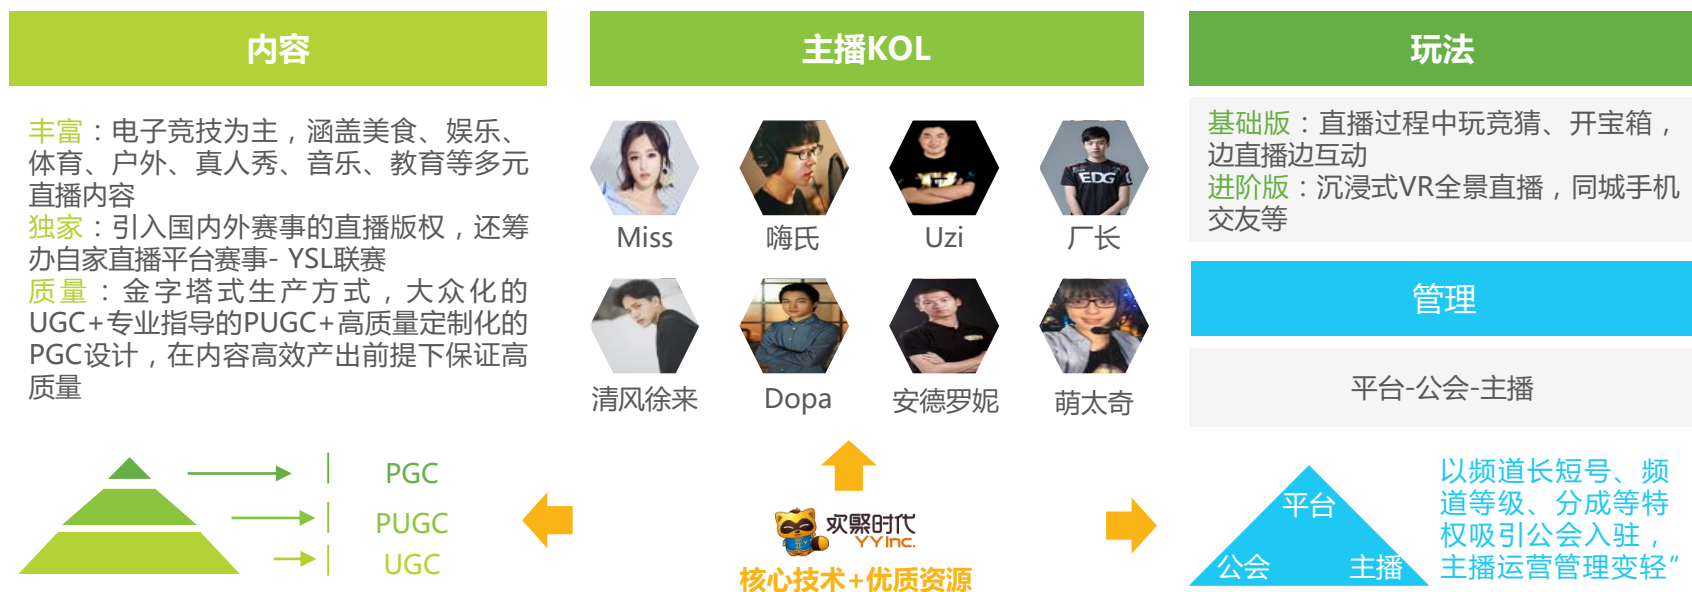 内容
丰富：电子竞技为主，涵盖美食、娱乐、
体育、户外、真人秀、音乐、教育等多元
直播内容
独家：引入国内外赛事的直播版权，还筹
办自家直播平台赛事- YSL联赛
质量：金字塔式生产方式，大众化的
UGC+专业指导的PUGC+高质量定制化的
PGC设计，在内容高效产出前提下保证高
质量
PGC
PUGC
UGC
主播KOL
EDG
Miss
嗨氏
Uzi
厂长
清风徐来
Dopa
安德罗妮
萌太奇
欢聚时代
YYInc.
核心技术+优质资源
玩法
基础版：直播过程中玩竞猜、开宝箱，
边直播边互动
进阶版：沉浸式VR全景直播，同城手机
交友等
管理
平台-公会-主播
平台
公会
主播
以频道长短号、频
道等级、分成等特
权吸引公会入驻，
主播运营管理变轻”